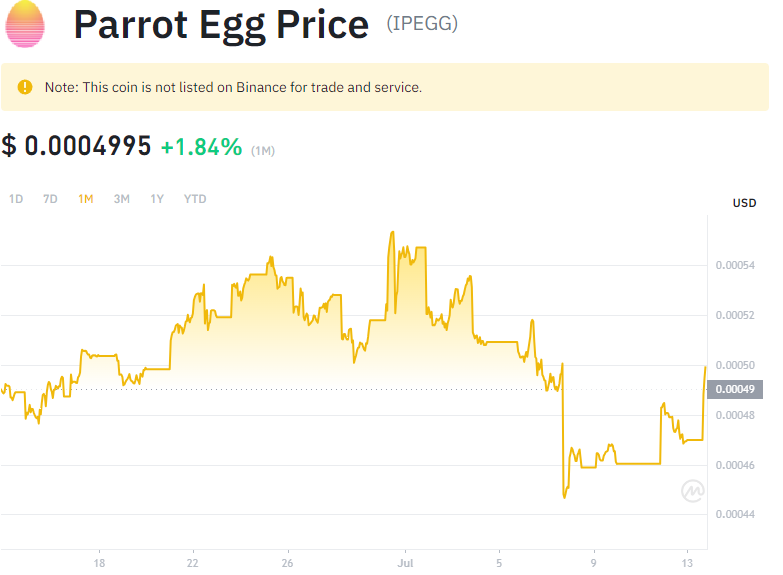 Parrot Egg Price (IPEGG)
Note: This coin is not listed on Binance for trade and service.
$ 0.0004995 +1.84% (1M)
1D 7D 1M 3M 1Y YTD
USD
0.00054
0.00052
0.00050
0.00049
0.00048
0.00046
0.00044
18 22 26 Jul 5 9 13